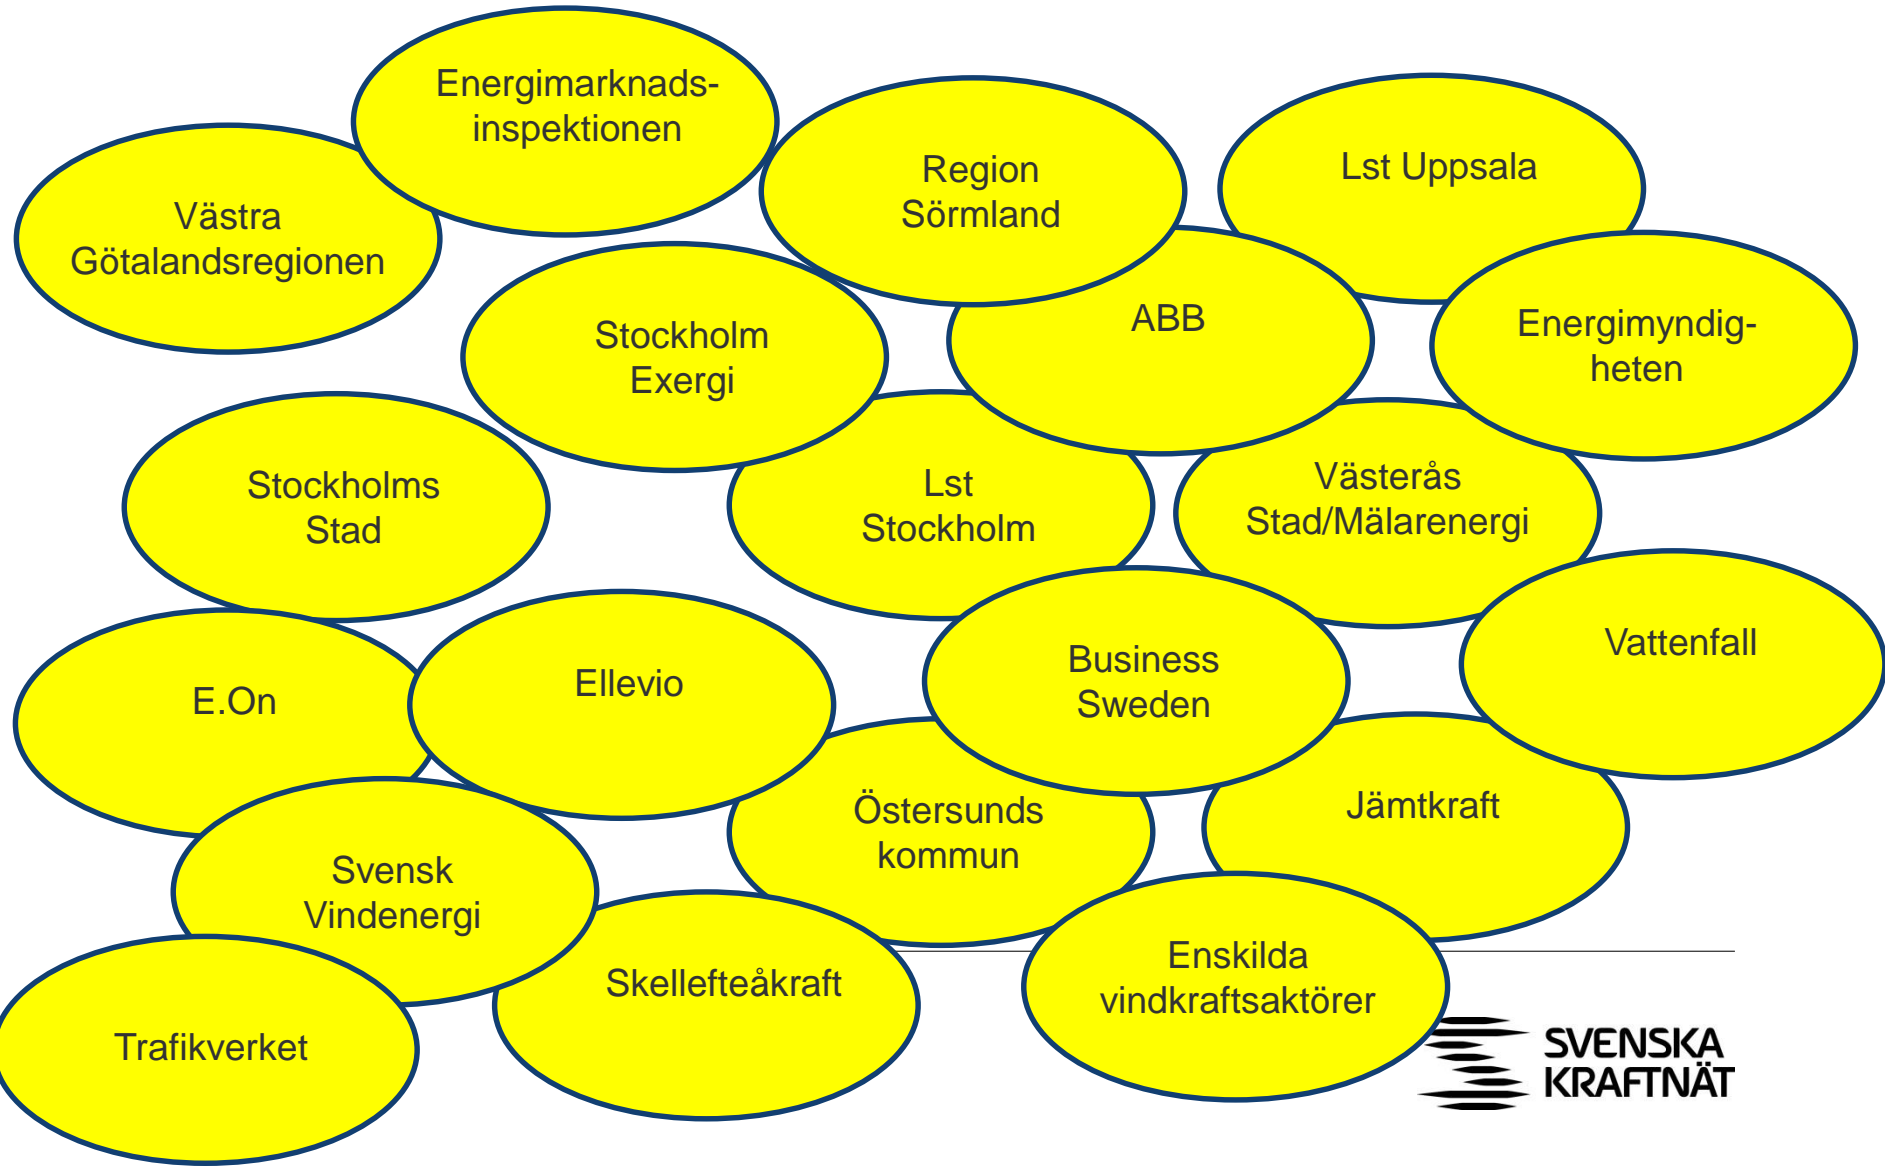 Energimarknads-
inspektionen
Västra
Götalandsregionen
Region
Sörmland
Lst Uppsala
Stockholm
Exergi
ABB
Energimyndig-
heten
Stockholms
Stad
Lst
Stockholm
Västerås
Stad/Mälarenergi
E.On
Ellevio
Business
Sweden
Vattenfall
Svensk
Vindenergi
Östersunds
kommun
Jämtkraft
Trafikverket
Skellefteåkraft
Enskilda
vindkraftsaktörer
SVENSKA
KRAFTNÄT